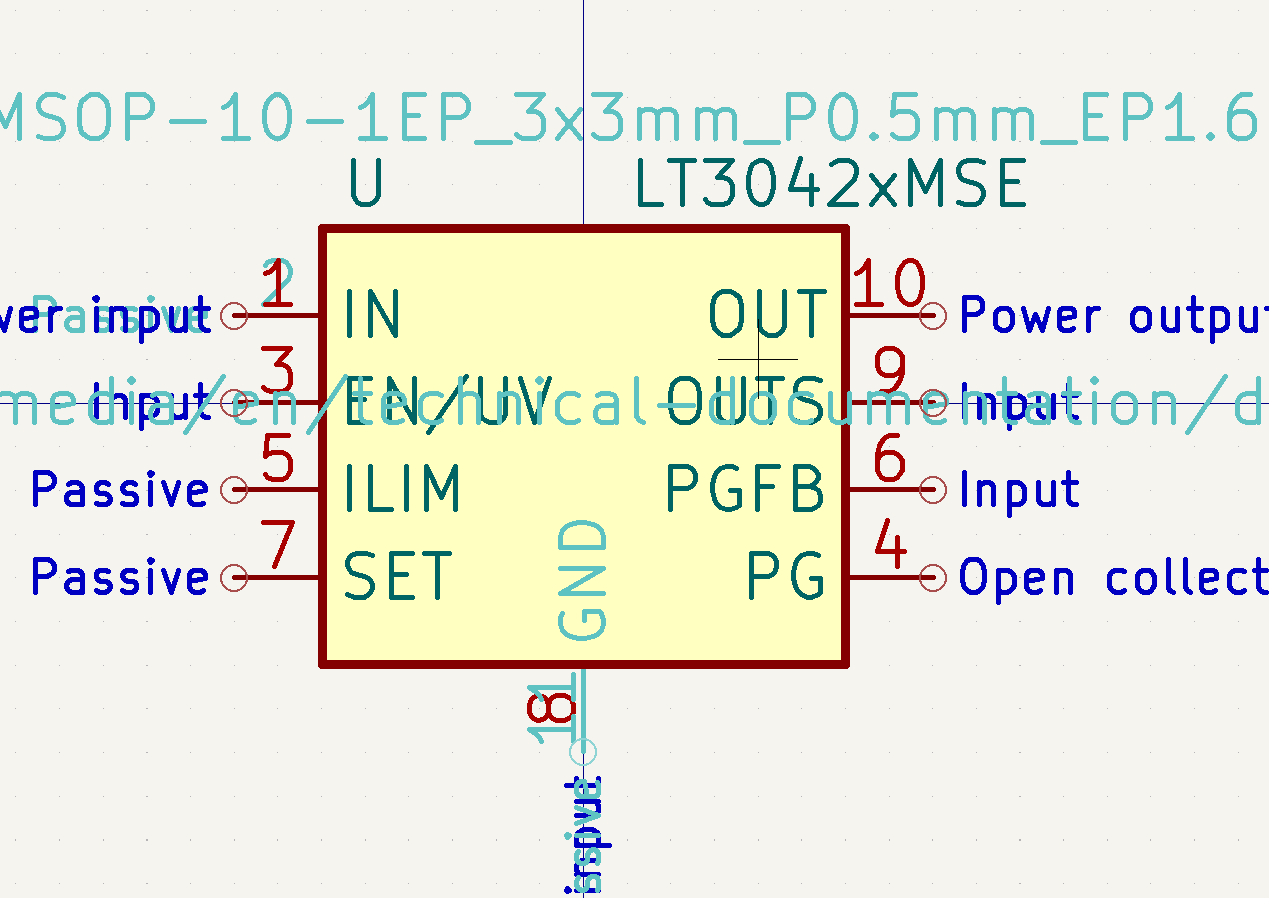 MSOP-10-1EP_3x3mm_P0.5mm_EP1.6
U LT3042xMSE
1 2 10
wer input Passive IN OUT Power output
3 9
media/en/technical-documentation/d
Input EN/UV OUTS Input
5 6
Passive ILIM PGFB Input
7 4
Passive SET PG Open collect
GND
8 11
input
ssive